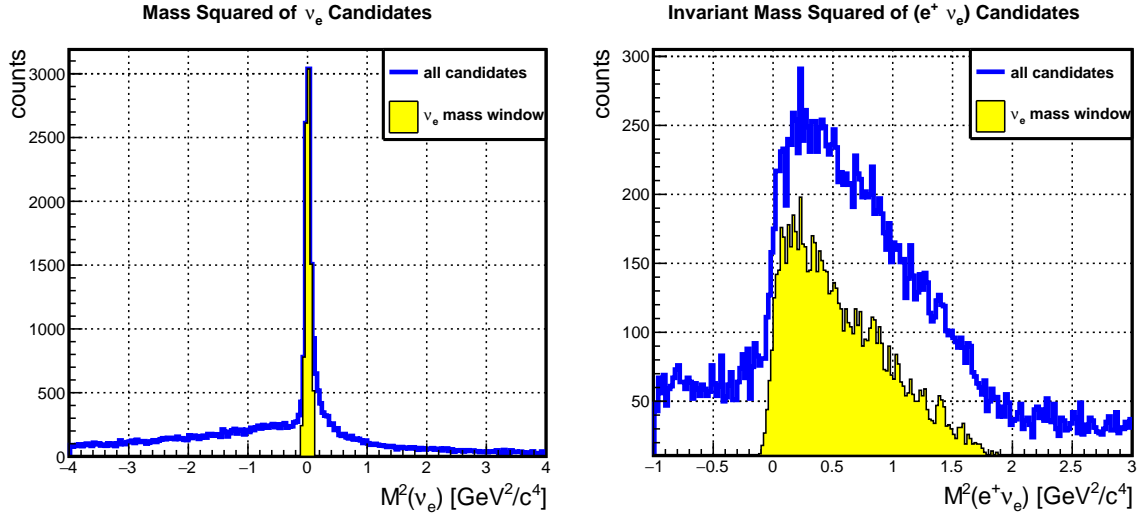 Mass Squared of νₑ Candidates
counts
3000
2500
2000
1500
1000
500
0
all candidates
νₑ mass window
−4 −3 −2 −1 0 1 2 3 4
M²(νₑ) [GeV²/c⁴]
Invariant Mass Squared of (e⁺ νₑ) Candidates
counts
300
250
200
150
100
50
all candidates
νₑ mass window
−1 −0.5 0 0.5 1 1.5 2 2.5 3
M²(e⁺νₑ) [GeV²/c⁴]